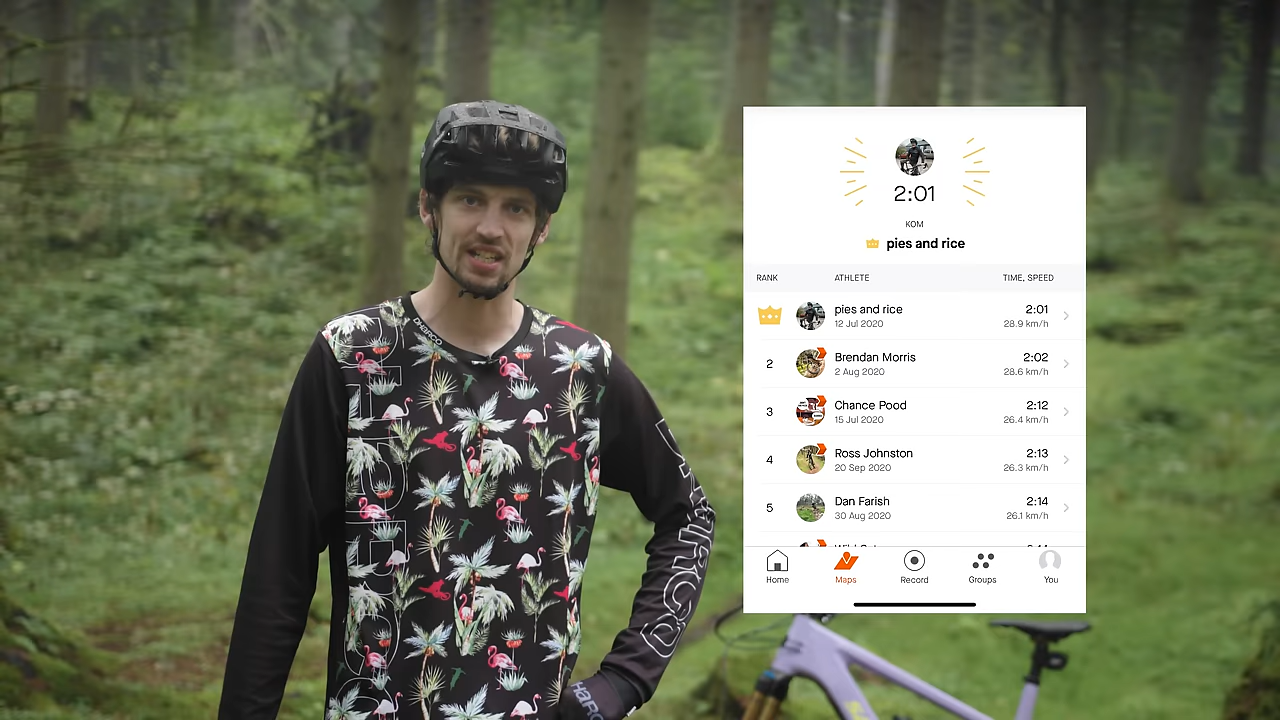 DHARCO
DHARCO
DHARCO
2:01
KOM
pies and rice
RANK ATHLETE TIME, SPEED
pies and rice 2:01
12 Jul 2020 28.9 km/h
2 Brendan Morris 2:02
2 Aug 2020 28.6 km/h
3 Chance Pood 2:12
15 Jul 2020 26.4 km/h
4 Ross Johnston 2:13
20 Sep 2020 26.3 km/h
5 Dan Farish 2:14
30 Aug 2020 26.1 km/h
Home Maps Record Groups You